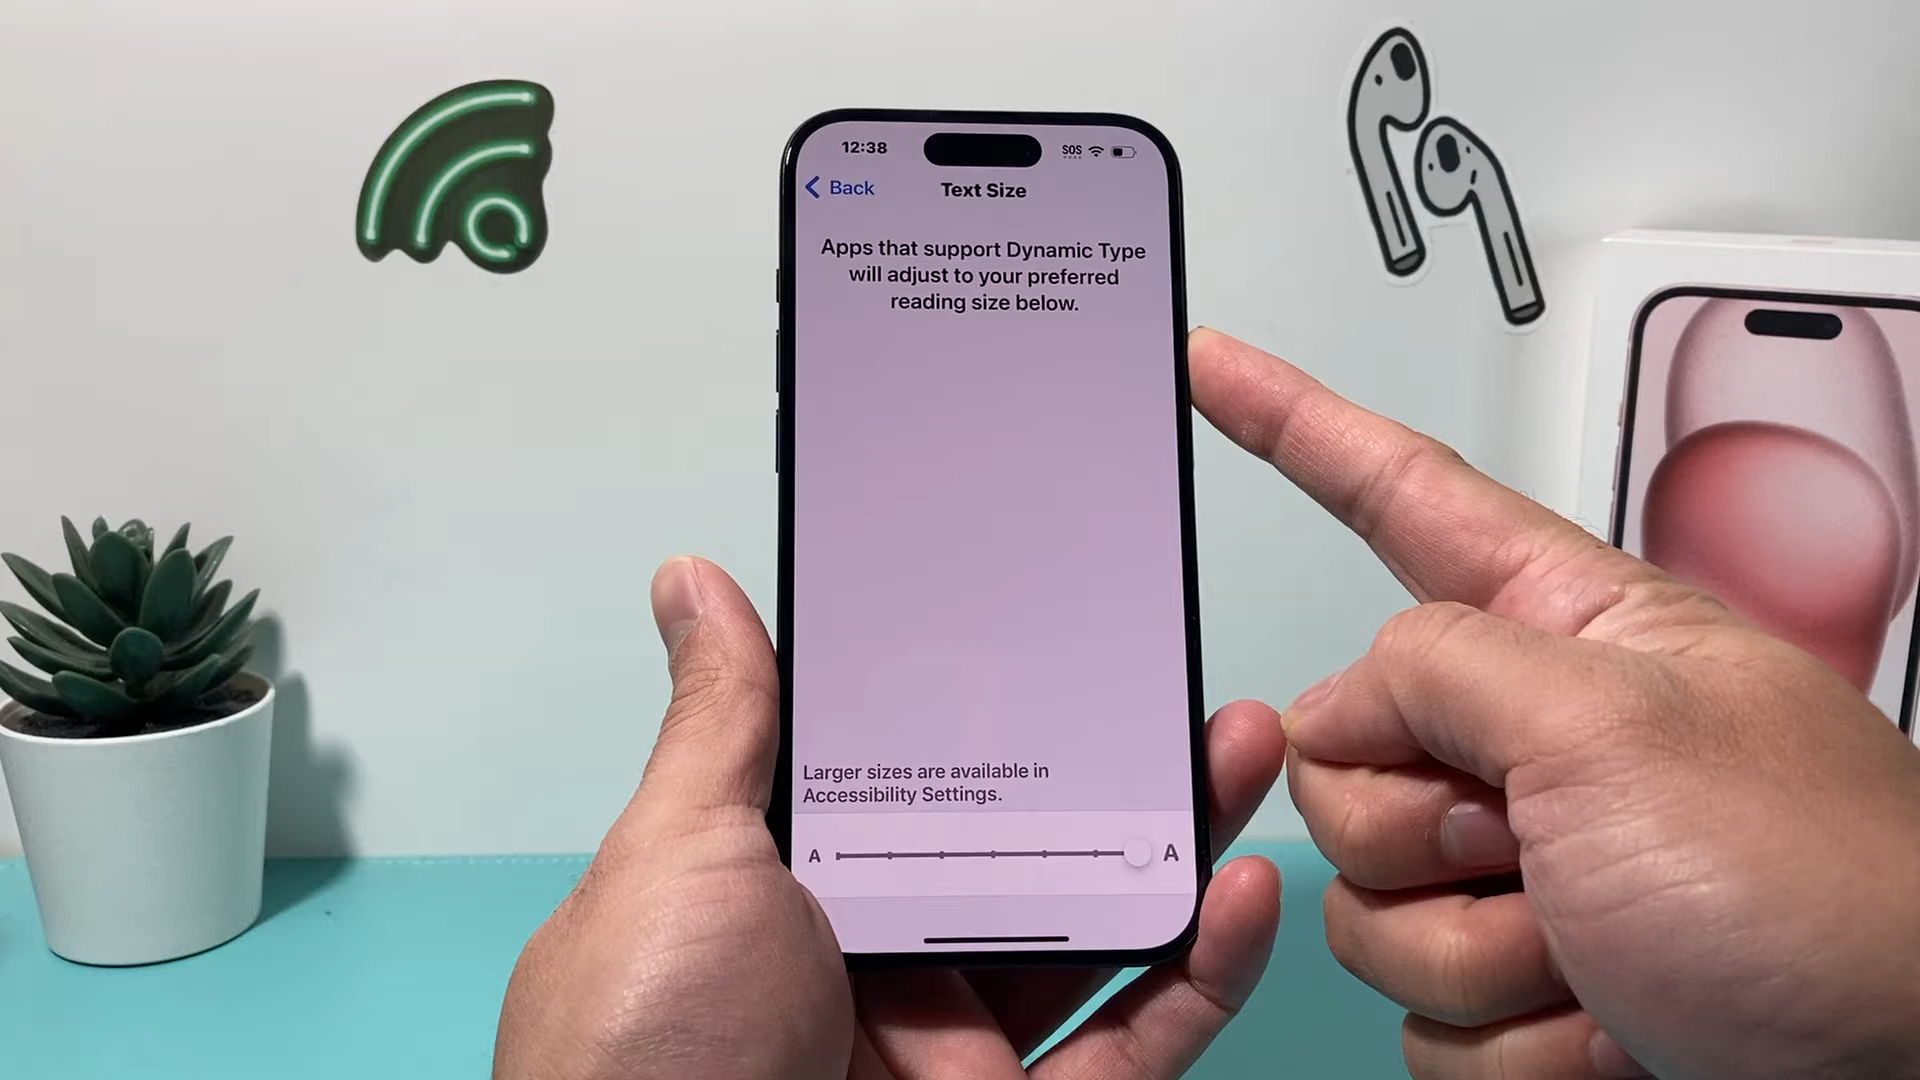 12:38
SOS
Back
Text Size
Apps that support Dynamic Type
will adjust to your preferred
reading size below.
Larger sizes are available in
Accessibility Settings.
A
A